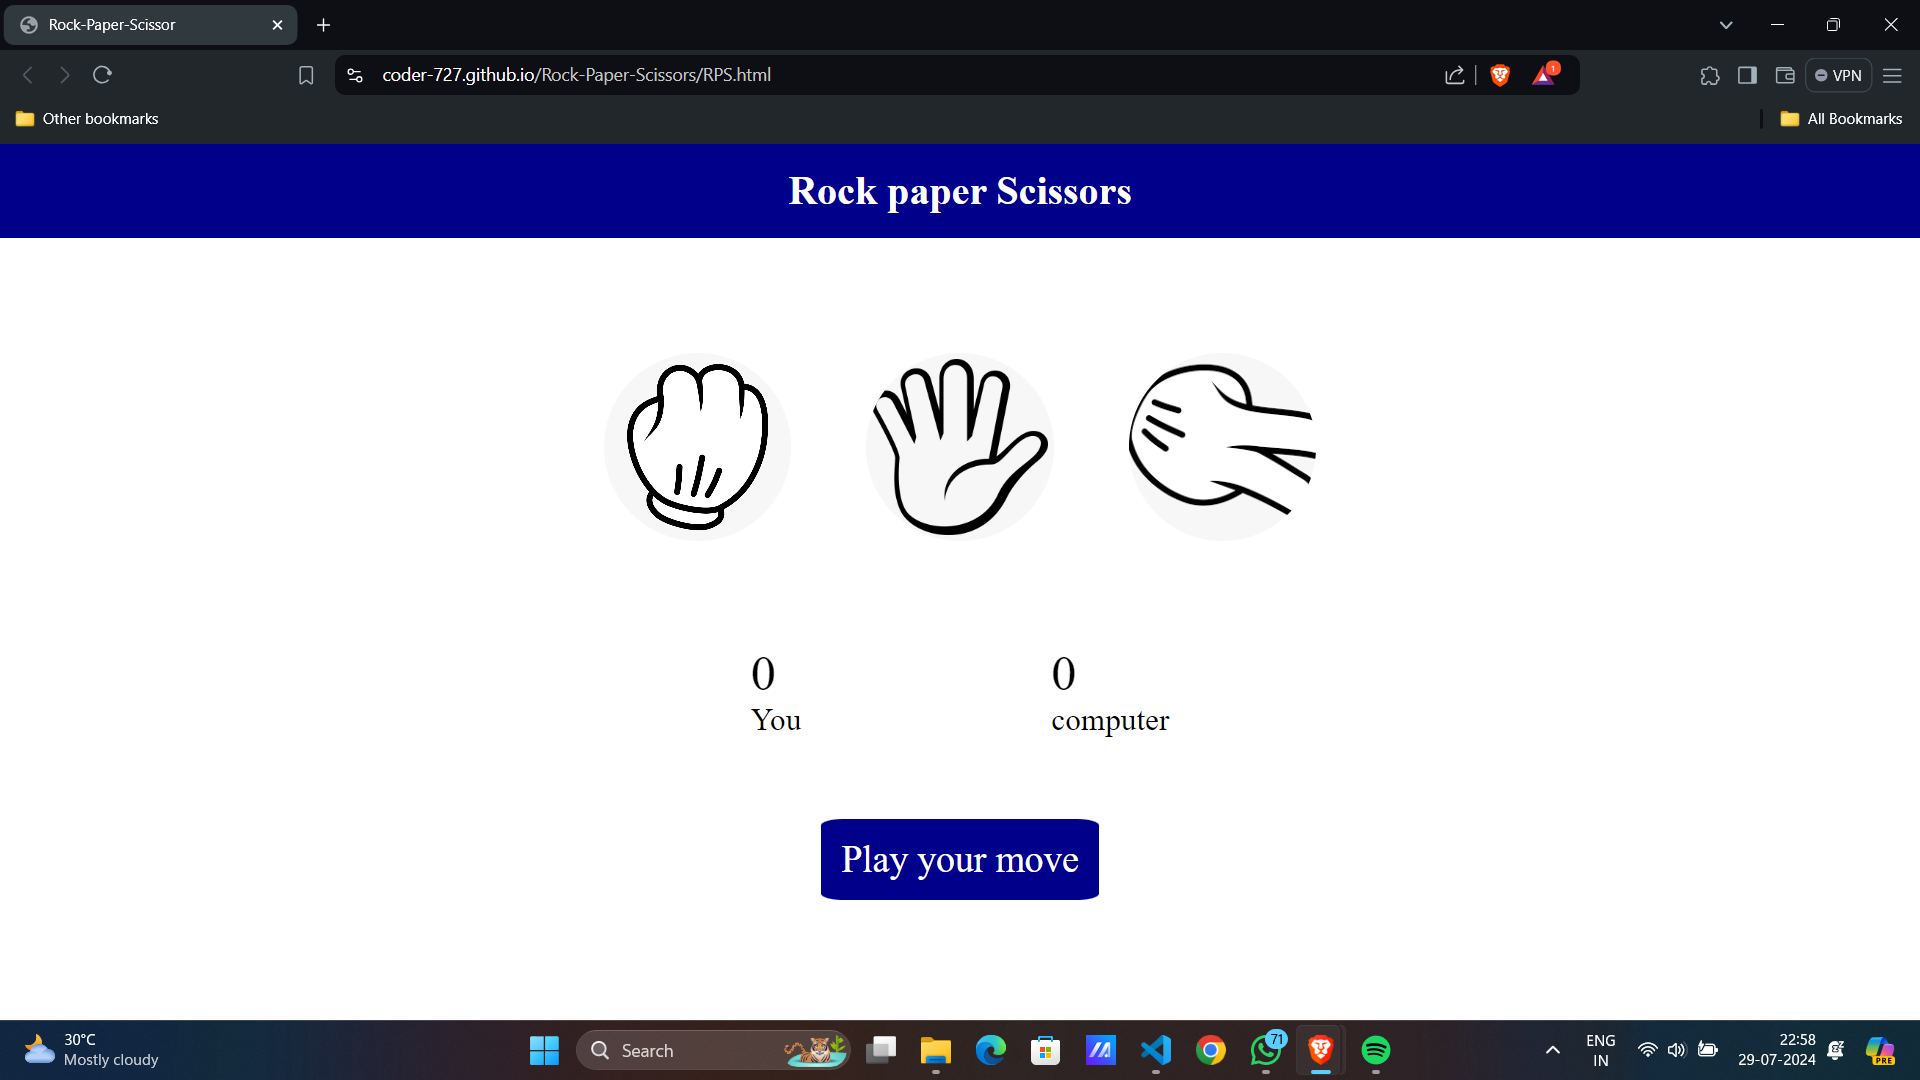 Rock-Paper-Scissor
coder-727.github.io/Rock-Paper-Scissors/RPS.html
1
VPN
Other bookmarks
All Bookmarks
Rock paper Scissors
0
0
You
computer
Play your move
30°C
Mostly cloudy
Search
71
ENG
IN
22:58
29-07-2024
PRE